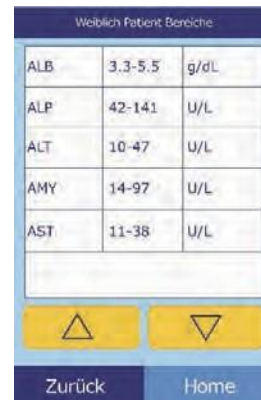 Weiblich Patient Bereiche
ALB 3.3-5.5 g/dL
ALP 42-141 U/L
ALT 10-47 U/L
AMY 14-97 U/L
AST 11-38 U/L
Zurück Home